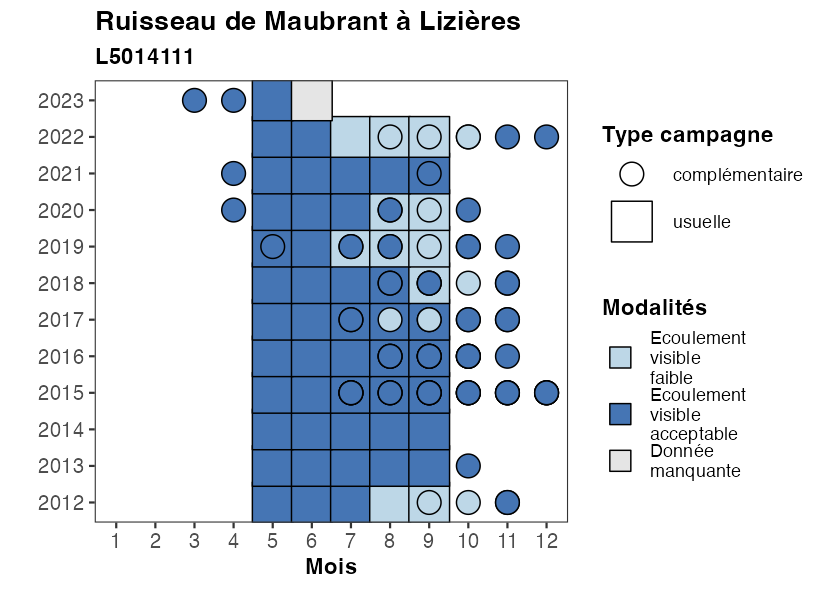 Ruisseau de Maubrant à Lizières
L5014111
2023
2022
2021
2020
2019
2018
2017
2016
2015
2014
2013
2012
1 2 3 4 5 6 7 8 9 10 11 12
Mois
Type campagne
complémentaire
usuelle
Modalités
Ecoulement
visible
faible
Ecoulement
visible
acceptable
Donnée
manquante